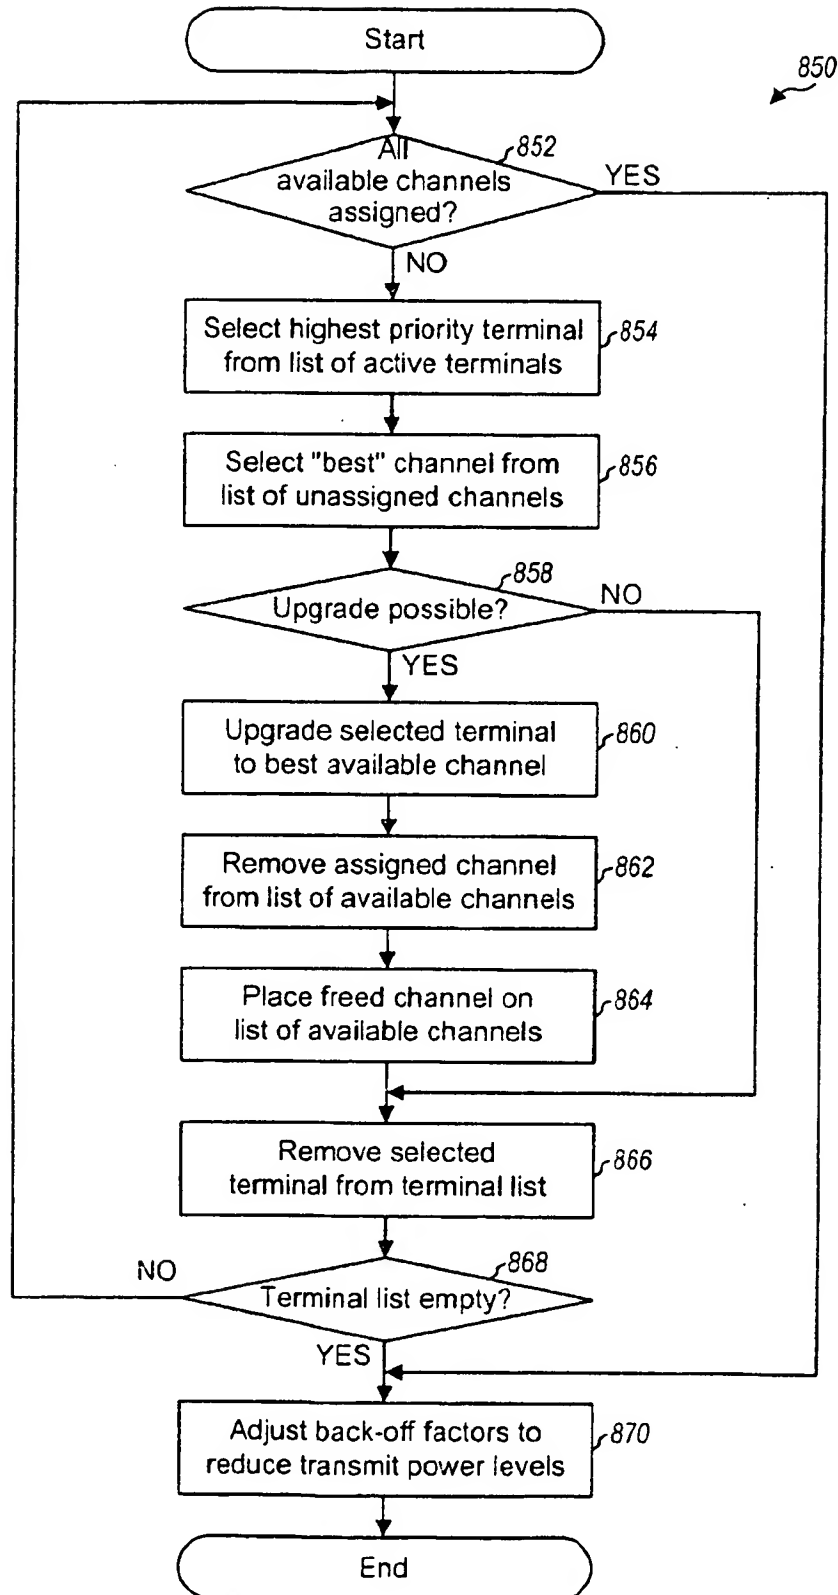 Start
850
All
available channels
assigned?
852
YES
NO
Select highest priority terminal
from list of active terminals
854
Select "best" channel from
list of unassigned channels
856
Upgrade possible?
858
NO
YES
Upgrade selected terminal
to best available channel
860
Remove assigned channel
from list of available channels
862
Place freed channel on
list of available channels
864
Remove selected
terminal from terminal list
866
NO
868
Terminal list empty?
YES
Adjust back-off factors to
reduce transmit power levels
870
End